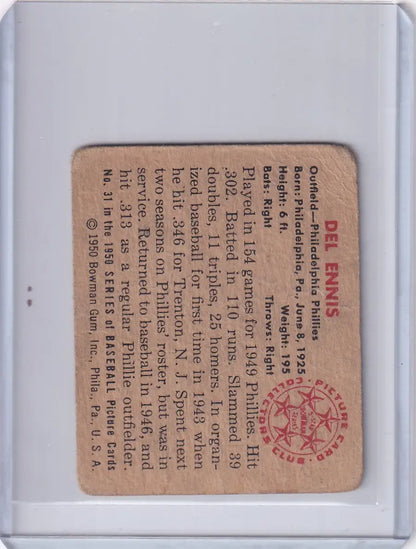 DEL ENNIS
Outfield—Philadelphia Phillies
Born: Philadelphia, Pa., June 8, 1925
Height: 6 ft. Weight: 195
Bats: Right Throws: Right
Played in 154 games for 1949 Phillies. Hit
.302. Batted in 110 runs. Slammed 39
doubles, 11 triples, 25 homers. In organ-
ized baseball for first time in 1943 when
he hit .346 for Trenton, N. J. Spent next
two seasons on Phillies' roster, but was in
service. Returned to baseball in 1946, and
hit .313 as a regular Phillie outfielder.
No. 31 in the 1950 SERIES of BASEBALL Picture Cards
© 1950 Bowman Gum, Inc., Phila., Pa., U. S. A.
PICTURE CARD
COLLECTORS CLUB